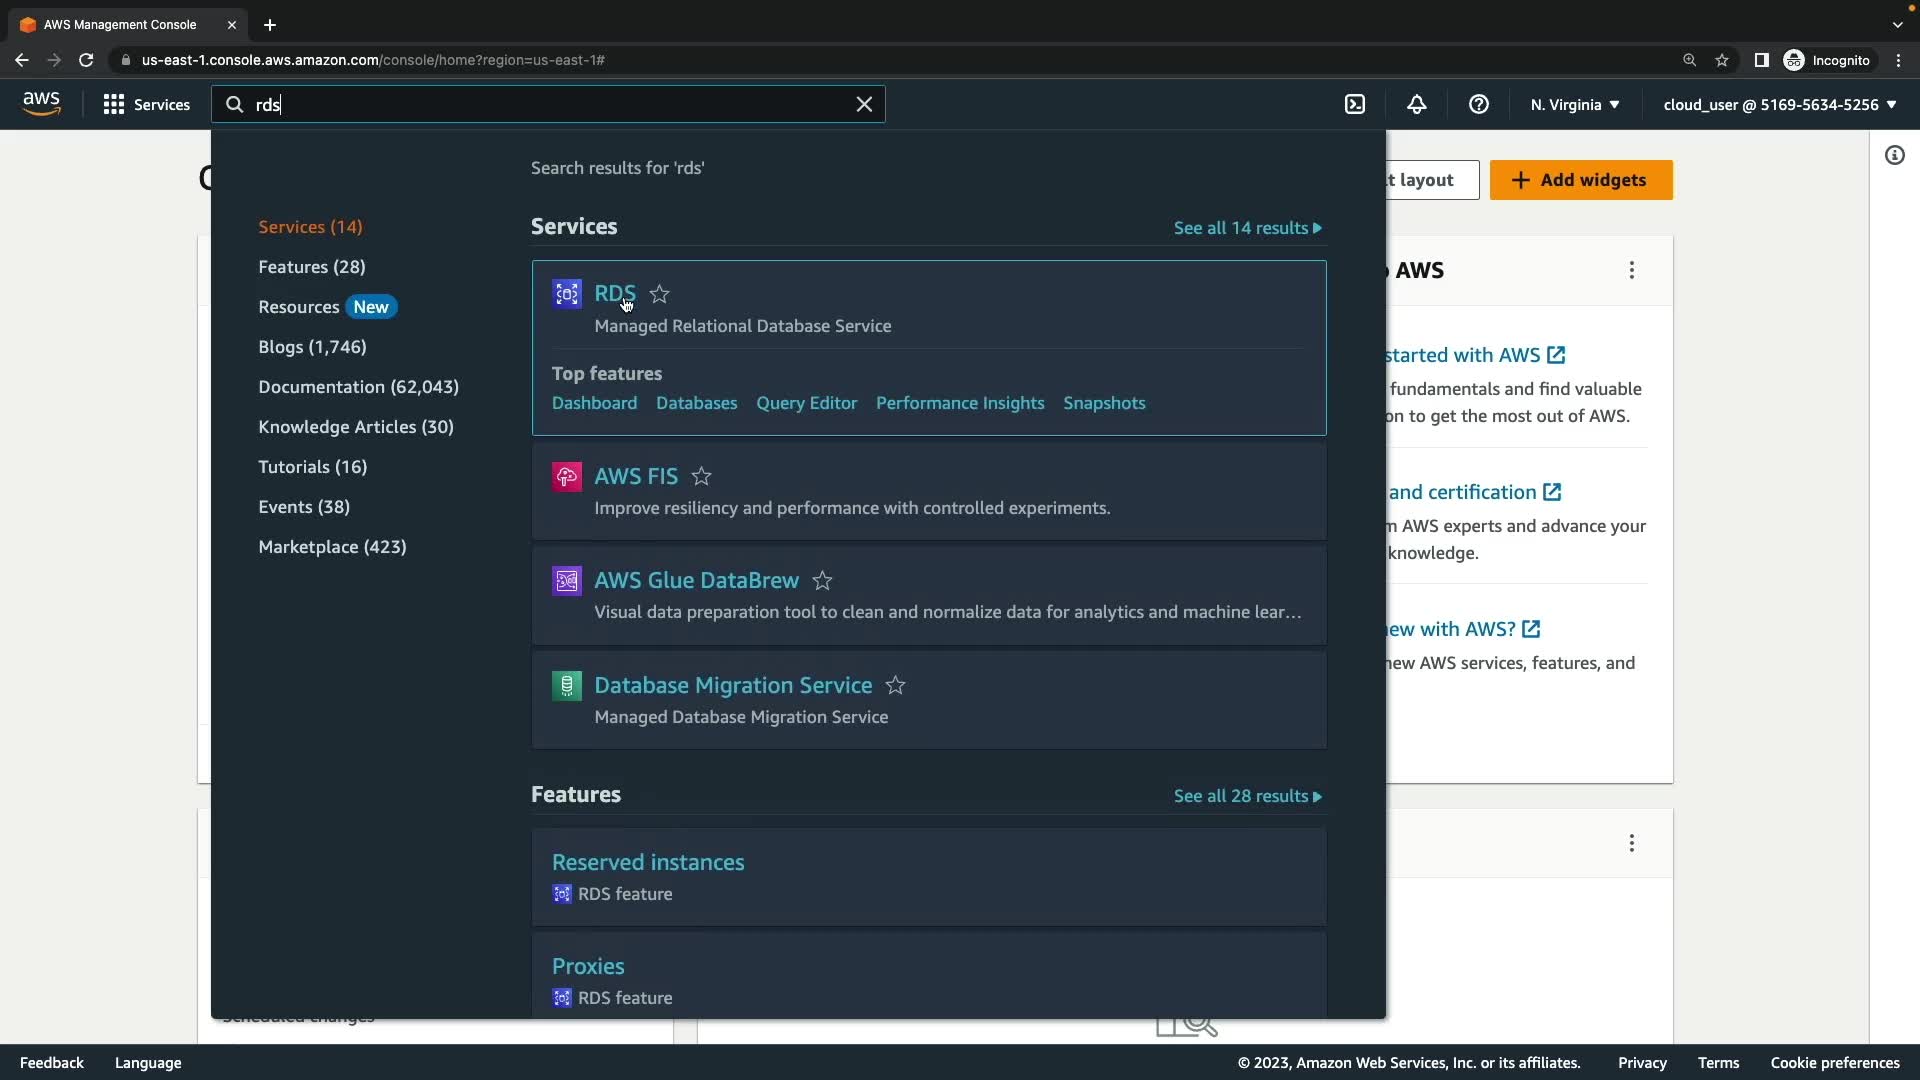 AWS Management Console
us-east-1.console.aws.amazon.com/console/home?region=us-east-1#
Incognito
aws
Services
rds
N. Virginia
cloud_user @ 5169-5634-5256
Search results for 'rds'
t layout
+ Add widgets
Services (14)
Features (28)
Resources New
Blogs (1,746)
Documentation (62,043)
Knowledge Articles (30)
Tutorials (16)
Events (38)
Marketplace (423)
Services
See all 14 results
RDS
Managed Relational Database Service
Top features
Dashboard Databases Query Editor Performance Insights Snapshots
AWS FIS
Improve resiliency and performance with controlled experiments.
AWS Glue DataBrew
Visual data preparation tool to clean and normalize data for analytics and machine lear...
Database Migration Service
Managed Database Migration Service
Features
See all 28 results
Reserved instances
RDS feature
Proxies
RDS feature
AWS
started with AWS
fundamentals and find valuable
on to get the most out of AWS.
and certification
AWS experts and advance your
knowledge.
ew with AWS?
new AWS services, features, and
Feedback
Language
© 2023, Amazon Web Services, Inc. or its affiliates.
Privacy
Terms
Cookie preferences